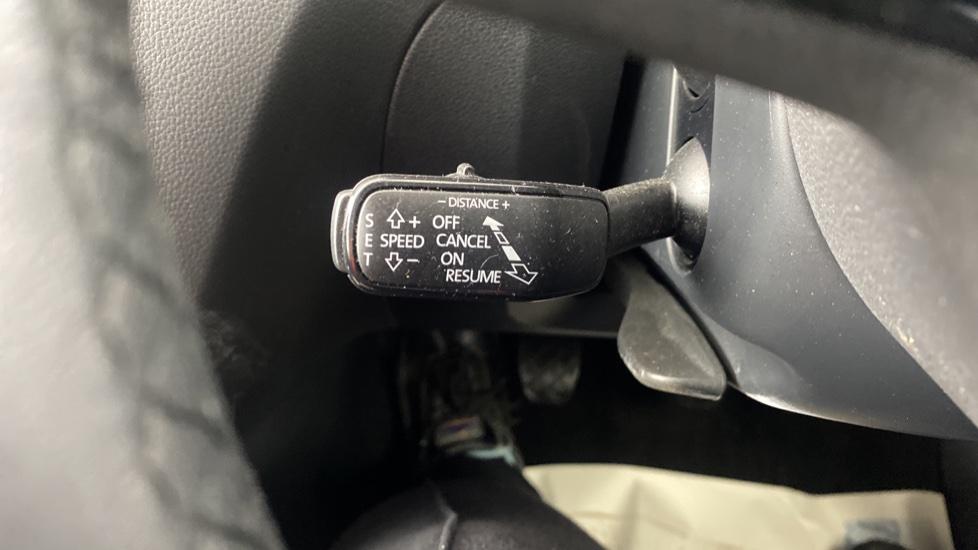 - DISTANCE +
S + OFF
E SPEED CANCEL
T - ON
RESUME